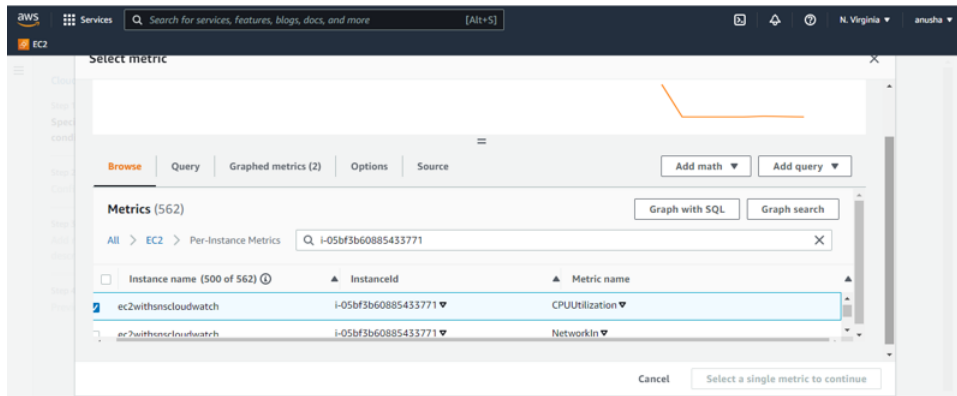 aws Services Search for services, features, blogs, docs, and more [Alt+S] N. Virginia anusha
EC2
Select metric
Browse Query Graphed metrics (2) Options Source Add math Add query
Metrics (562) Graph with SQL Graph search
All > EC2 > Per-Instance Metrics i-05bf3b60885433771
Instance name (500 of 562) InstanceId Metric name
ec2withsnscloudwatch i-05bf3b60885433771 CPUUtilization
ec2withsnscloudwatch i-05bf3b60885433771 NetworkIn
Cancel Select a single metric to continue